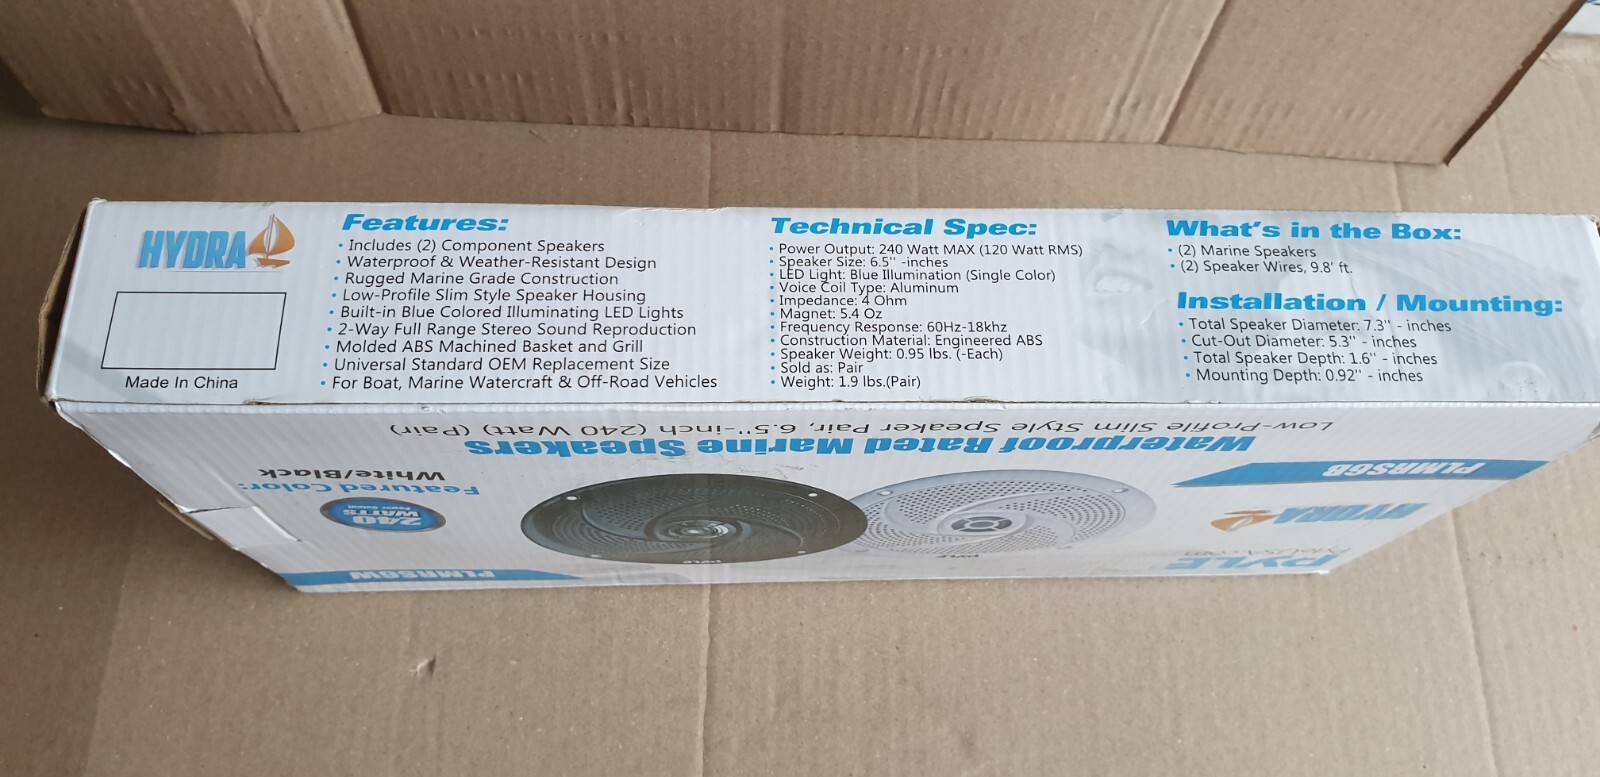 HYDRA
Made In China
Features:
• Includes (2) Component Speakers
• Waterproof & Weather-Resistant Design
• Rugged Marine Grade Construction
• Low-Profile Slim Style Speaker Housing
• Built-in Blue Colored Illuminating LED Lights
• 2-Way Full Range Stereo Sound Reproduction
• Molded ABS Machined Basket and Grill
• Universal Standard OEM Replacement Size
• For Boat, Marine Watercraft & Off-Road Vehicles
Technical Spec:
• Power Output: 240 Watt MAX (120 Watt RMS)
• Speaker Size: 6.5'' -inches
• LED Light: Blue Illumination (Single Color)
• Voice Coil Type: Aluminum
• Impedance: 4 Ohm
• Magnet: 5.4 Oz
• Frequency Response: 60Hz-18khz
• Construction Material: Engineered ABS
• Speaker Weight: 0.95 lbs. (-Each)
• Sold as: Pair
• Weight: 1.9 lbs.(Pair)
What's in the Box:
• (2) Marine Speakers
• (2) Speaker Wires, 9.8' ft.
Installation / Mounting:
• Total Speaker Diameter: 7.3'' - inches
• Cut-Out Diameter: 5.3'' - inches
• Total Speaker Depth: 1.6'' - inches
• Mounting Depth: 0.92'' - inches
PYLE
PyleUSA.com
HYDRA
PLMRS6B
PLMRS6W
PYLE
PYLE
240
WATTS
Power Output
Featured Color:
White/Black
Waterproof Rated Marine Speakers
Low-Profile Slim Style Speaker Pair, 6.5''-inch (240 Watt) (Pair)